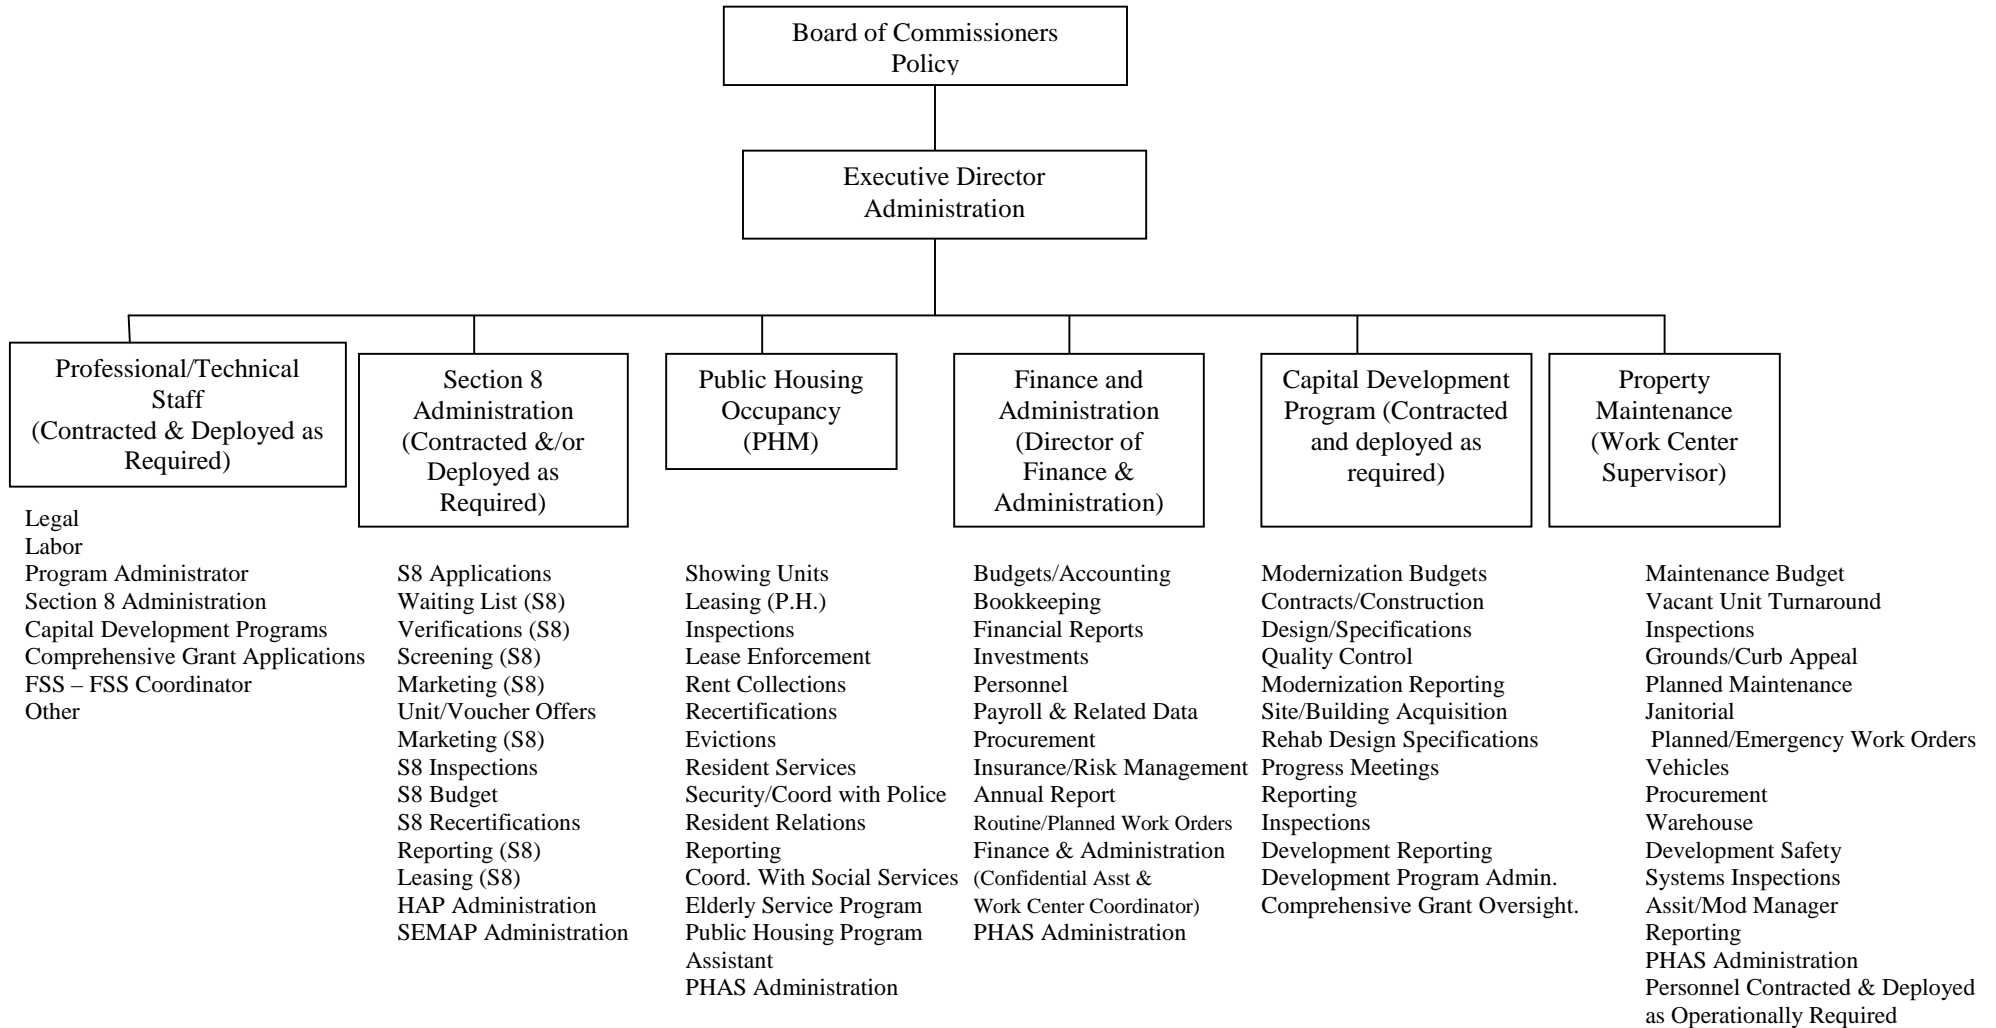 Board of Commissioners
Policy
Executive Director
Administration
Professional/Technical
Staff
(Contracted & Deployed as
Required)
Section 8
Administration
(Contracted &/or
Deployed as
Required)
Public Housing
Occupancy
(PHM)
Finance and
Administration
(Director of
Finance &
Administration)
Capital Development
Program (Contracted
and deployed as
required)
Property
Maintenance
(Work Center
Supervisor)
Legal
Labor
Program Administrator
Section 8 Administration
Capital Development Programs
Comprehensive Grant Applications
FSS – FSS Coordinator
Other
S8 Applications
Waiting List (S8)
Verifications (S8)
Screening (S8)
Marketing (S8)
Unit/Voucher Offers
Marketing (S8)
S8 Inspections
S8 Budget
S8 Recertifications
Reporting (S8)
Leasing (S8)
HAP Administration
SEMAP Administration
Showing Units
Leasing (P.H.)
Inspections
Lease Enforcement
Rent Collections
Recertifications
Evictions
Resident Services
Security/Coord with Police
Resident Relations
Reporting
Coord. With Social Services
Elderly Service Program
Public Housing Program
Assistant
PHAS Administration
Budgets/Accounting
Bookkeeping
Financial Reports
Investments
Personnel
Payroll & Related Data
Procurement
Insurance/Risk Management
Annual Report
Routine/Planned Work Orders
Finance & Administration
(Confidential Asst &
Work Center Coordinator)
PHAS Administration
Modernization Budgets
Contracts/Construction
Design/Specifications
Quality Control
Modernization Reporting
Site/Building Acquisition
Rehab Design Specifications
Progress Meetings
Reporting
Inspections
Development Reporting
Development Program Admin.
Comprehensive Grant Oversight.
Maintenance Budget
Vacant Unit Turnaround
Inspections
Grounds/Curb Appeal
Planned Maintenance
Janitorial
Planned/Emergency Work Orders
Vehicles
Procurement
Warehouse
Development Safety
Systems Inspections
Assit/Mod Manager
Reporting
PHAS Administration
Personnel Contracted & Deployed
as Operationally Required